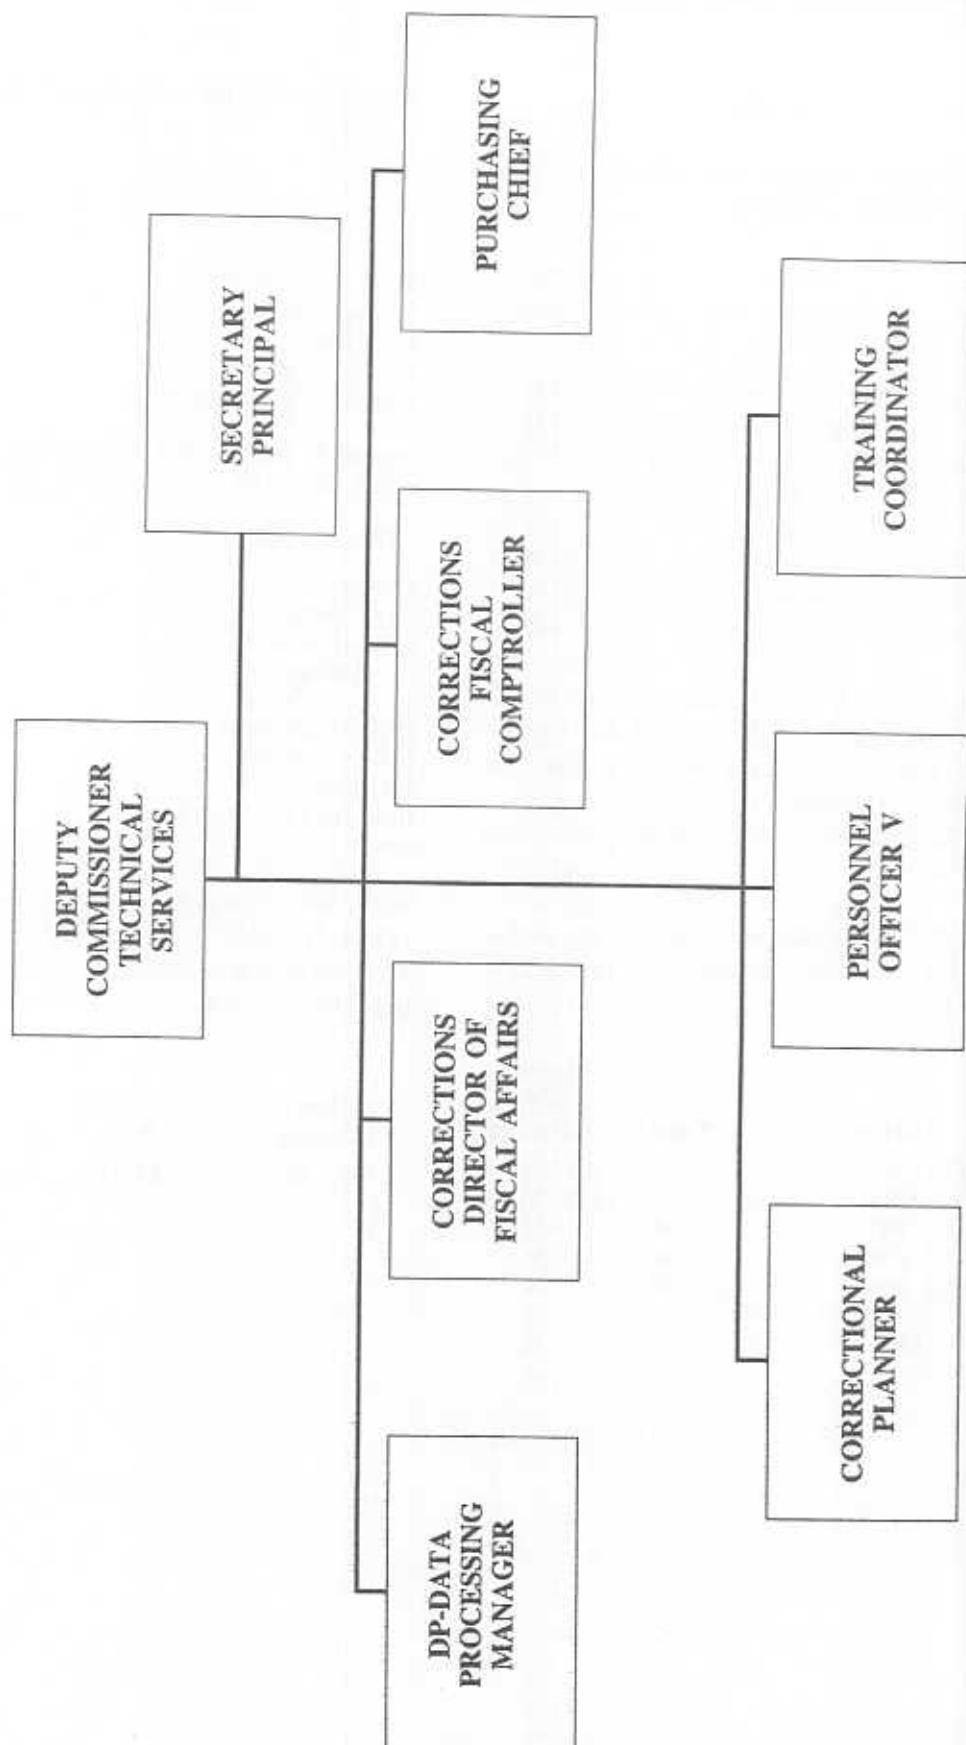 DEPUTY
COMMISSIONER
TECHNICAL
SERVICES
SECRETARY
PRINCIPAL
DP-DATA
PROCESSING
MANAGER
CORRECTIONS
DIRECTOR OF
FISCAL AFFAIRS
CORRECTIONS
FISCAL
COMPTROLLER
PURCHASING
CHIEF
CORRECTIONAL
PLANNER
PERSONNEL
OFFICER V
TRAINING
COORDINATOR